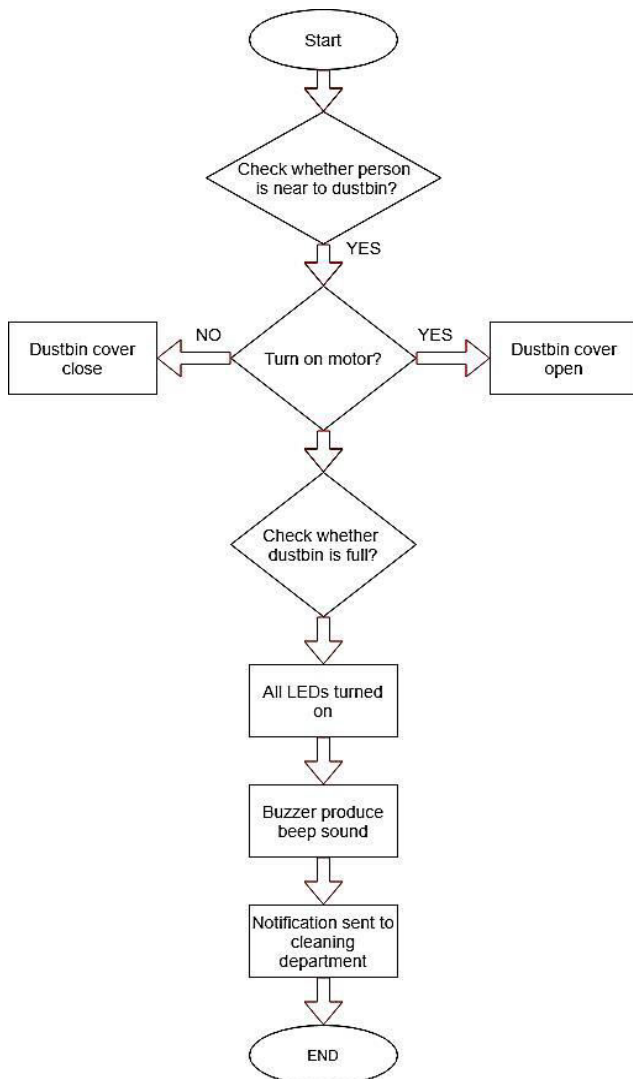 Start
Check whether person
is near to dustbin?
YES
NO
YES
Dustbin cover
close
Turn on motor?
Dustbin cover
open
Check whether
dustbin is full?
All LEDs turned
on
Buzzer produce
beep sound
Notification sent to
cleaning
department
END